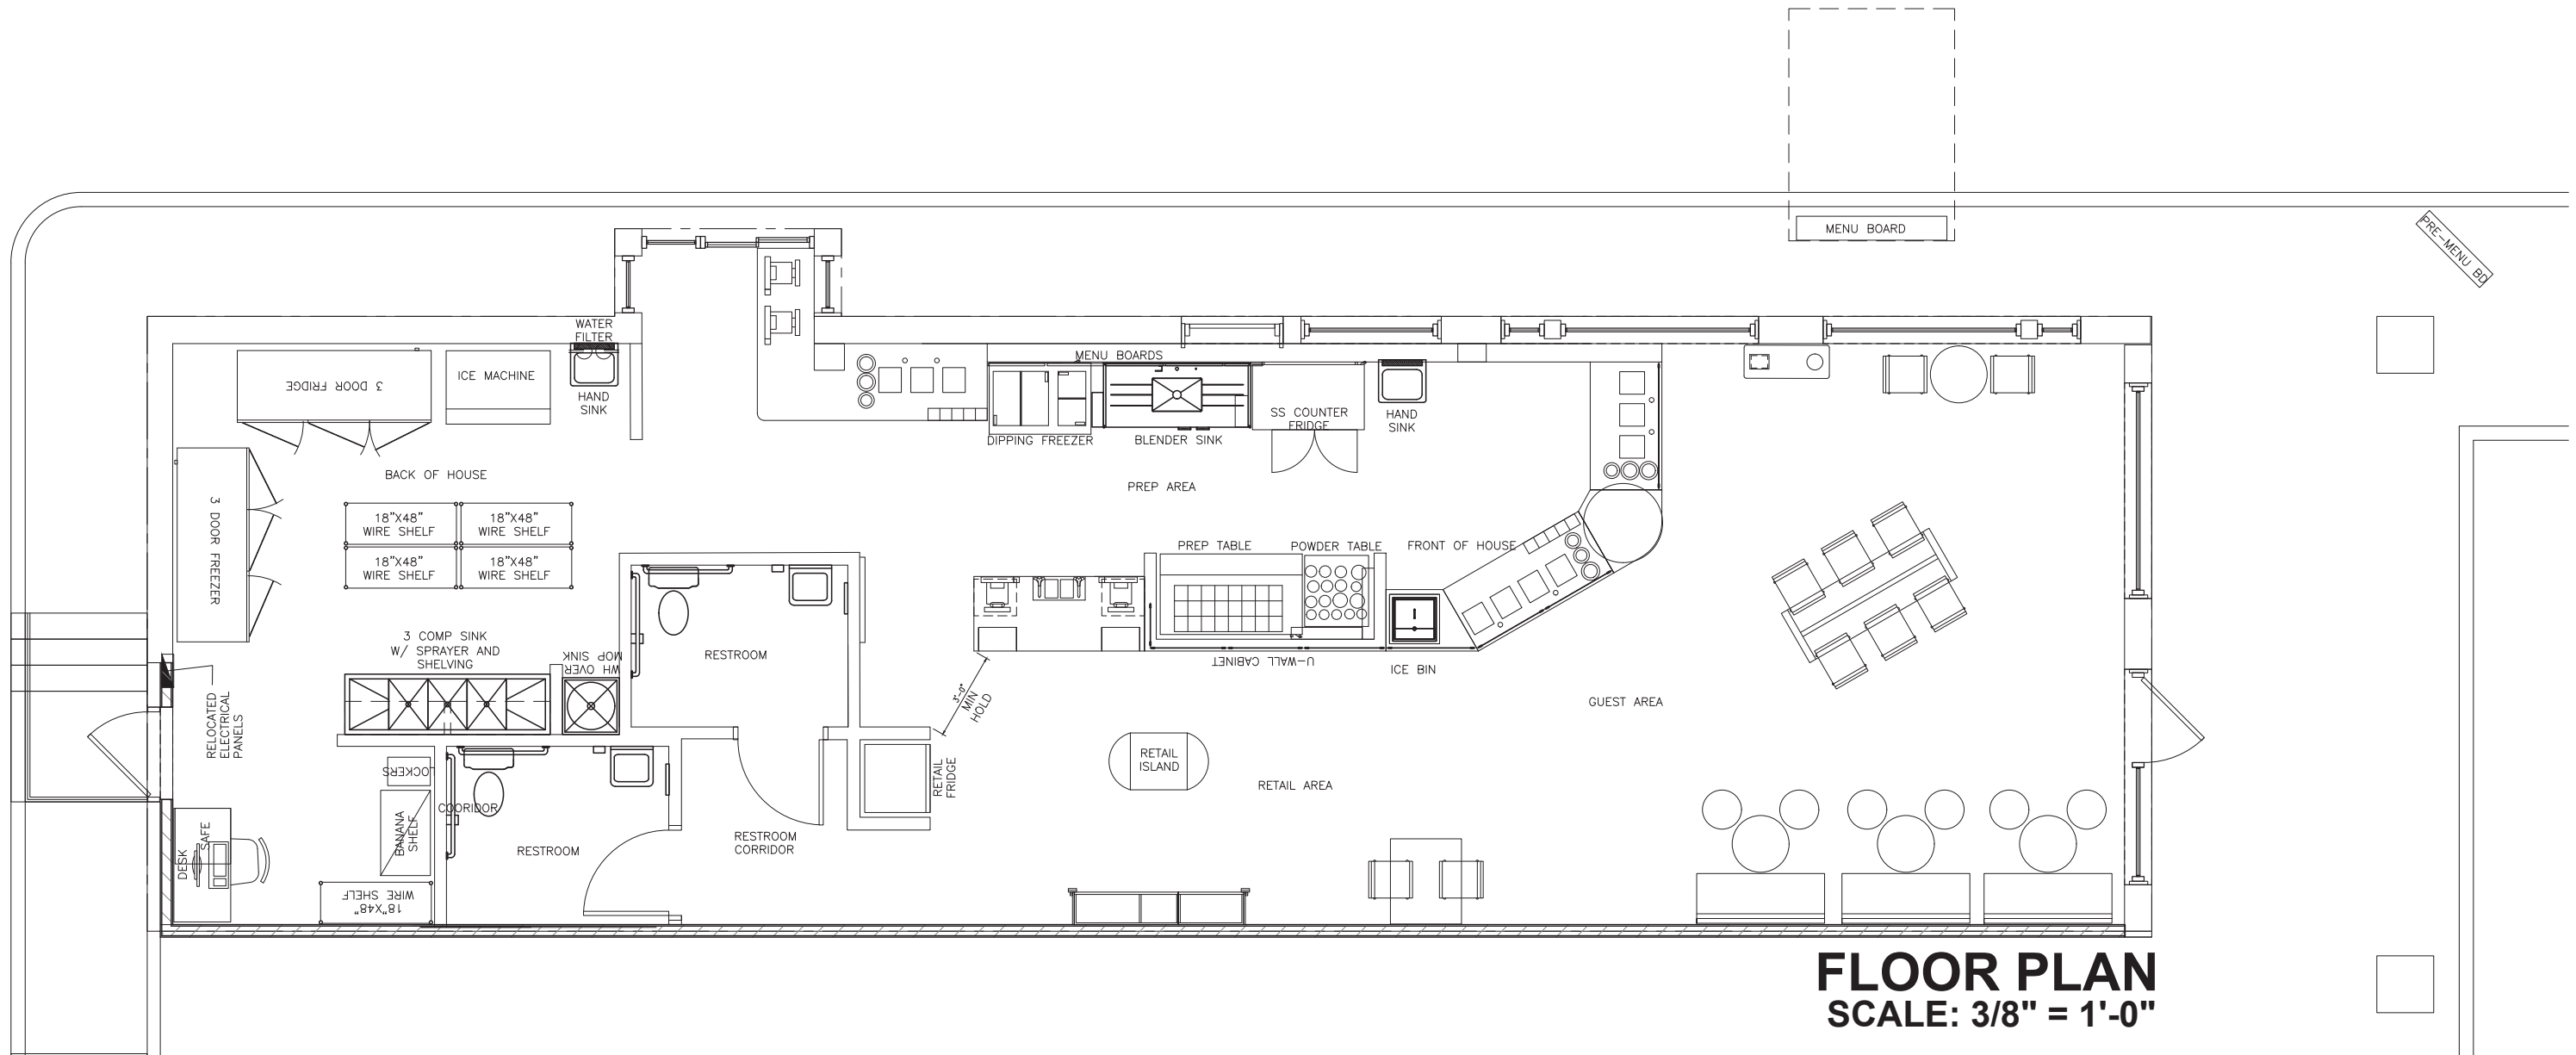 MENU BOARD
PRE-MENU BD
WATER
FILTER
HAND
SINK
3 DOOR FRIDGE
ICE MACHINE
MENU BOARDS
DIPPING FREEZER
BLENDER SINK
SS COUNTER
FRIDGE
HAND
SINK
BACK OF HOUSE
PREP AREA
3 DOOR FREEZER
18"X48"
WIRE SHELF
18"X48"
WIRE SHELF
18"X48"
WIRE SHELF
18"X48"
WIRE SHELF
PREP TABLE
POWDER TABLE
FRONT OF HOUSE
3 COMP SINK
W/ SPRAYER AND
SHELVING
WH OVER
MOP SINK
RESTROOM
U-WALL CABINET
ICE BIN
3'-0"
MIN
HOLD
GUEST AREA
RELOCATED
ELECTRICAL
PANELS
LOCKERS
COORIDOR
RETAIL
FRIDGE
RETAIL
ISLAND
RETAIL AREA
SAFE
DESK
BANANA
SHELF
RESTROOM
RESTROOM
CORRIDOR
18"X48"
WIRE SHELF
FLOOR PLAN
SCALE: 3/8" = 1'-0"